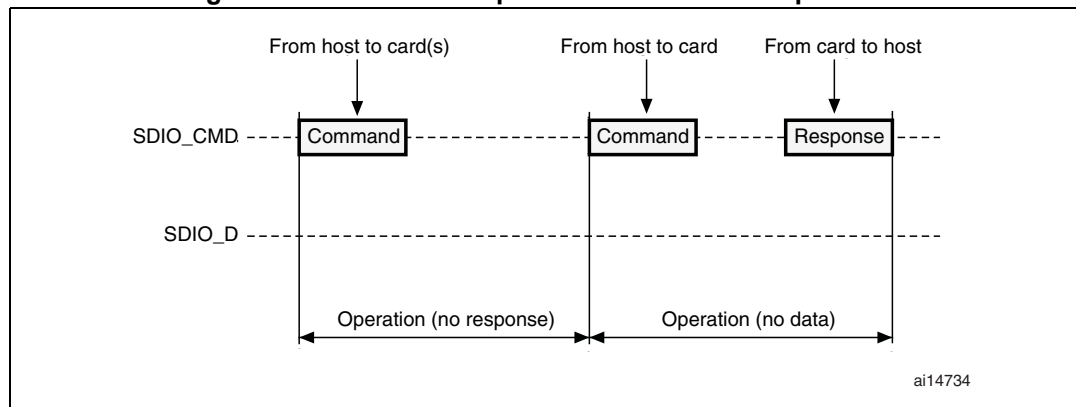 From host to card(s) From host to card From card to host
SDIO_CMD Command Command Response
SDIO_D
Operation (no response) Operation (no data)
ai14734